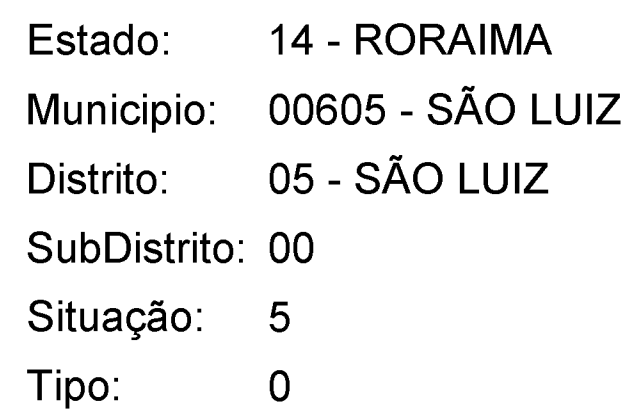 Estado: 14 - RORAIMA
Municipio: 00605 - SÃO LUIZ
Distrito: 05 - SÃO LUIZ
SubDistrito: 00
Situação: 5
Tipo: 0